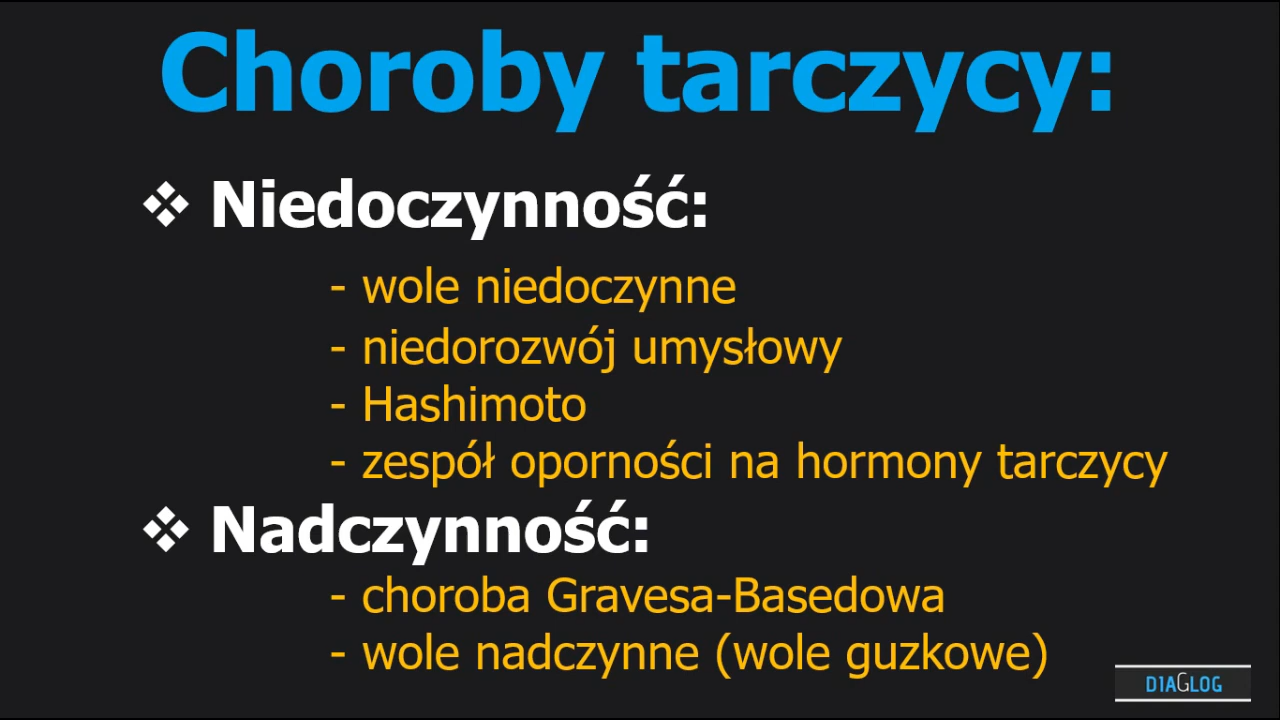 Choroby tarczycy:
❖ Niedoczynność:
- wole niedoczynne
- niedorozwój umysłowy
- Hashimoto
- zespół oporności na hormony tarczycy
❖ Nadczynność:
- choroba Gravesa-Basedowa
- wole nadczynne (wole guzkowe)
DIAGLOG